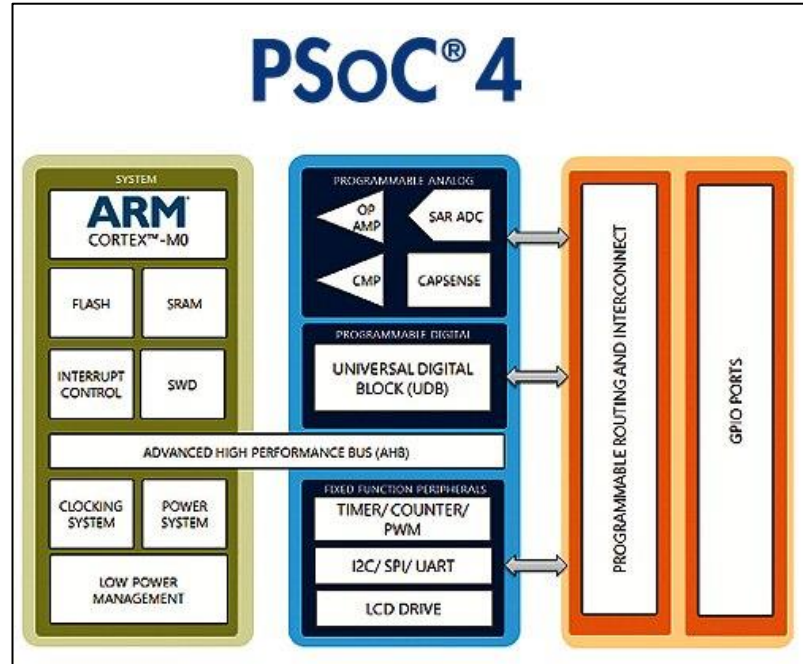 PSoC® 4
SYSTEM
ARM®
CORTEX™-M0
FLASH
SRAM
INTERRUPT
CONTROL
SWD
ADVANCED HIGH PERFORMANCE BUS (AHB)
CLOCKING
SYSTEM
POWER
SYSTEM
LOW POWER
MANAGEMENT
PROGRAMMABLE ANALOG
OP
AMP
SAR ADC
CMP
CAPSENSE
PROGRAMMABLE DIGITAL
UNIVERSAL DIGITAL
BLOCK (UDB)
FIXED FUNCTION PERIPHERALS
TIMER/ COUNTER/
PWM
I2C/ SPI/ UART
LCD DRIVE
PROGRAMMABLE ROUTING AND INTERCONNECT
GPIO PORTS